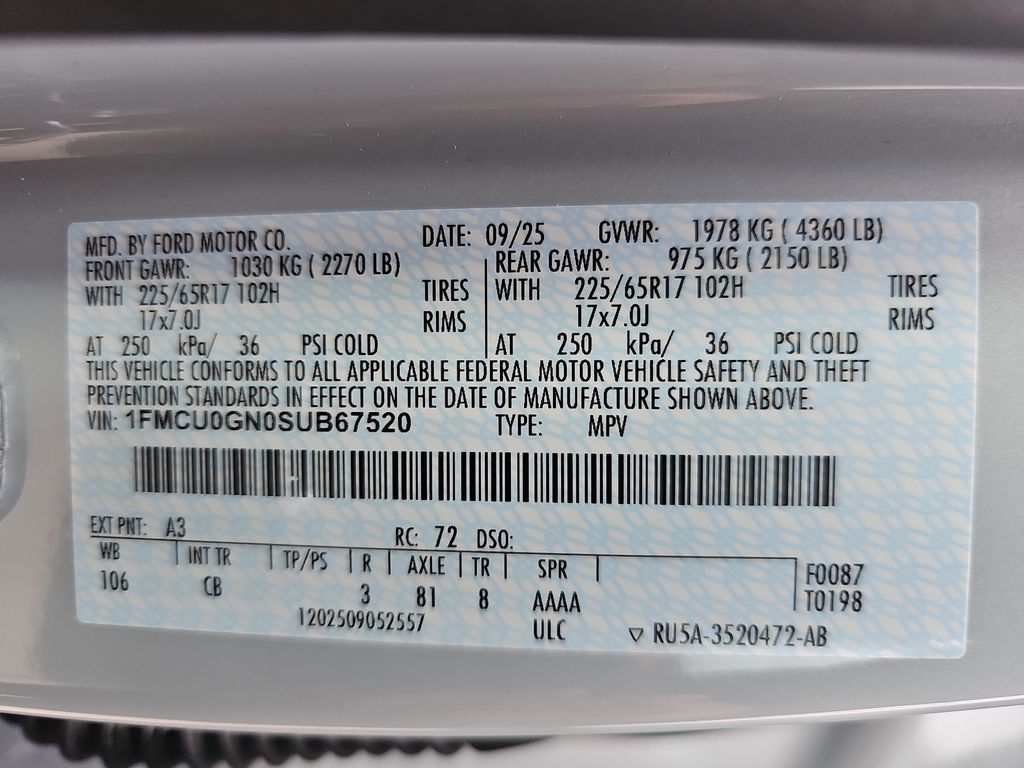 MFD. BY FORD MOTOR CO. DATE: 09/25 GVWR: 1978 KG ( 4360 LB)
FRONT GAWR: 1030 KG ( 2270 LB) REAR GAWR: 975 KG ( 2150 LB)
WITH 225/65R17 102H TIRES WITH 225/65R17 102H TIRES
17x7.0J RIMS 17x7.0J RIMS
AT 250 kPa/ 36 PSI COLD AT 250 kPa/ 36 PSI COLD
THIS VEHICLE CONFORMS TO ALL APPLICABLE FEDERAL MOTOR VEHICLE SAFETY AND THEFT
PREVENTION STANDARDS IN EFFECT ON THE DATE OF MANUFACTURE SHOWN ABOVE.
VIN: 1FMCU0GN0SUB67520 TYPE: MPV
EXT PNT: A3 RC: 72 DSO:
WB INT TR TP/PS R AXLE TR SPR F0087
106 CB 3 81 8 AAAA T0198
1202509052557 ULC ▽ RU5A-3520472-AB